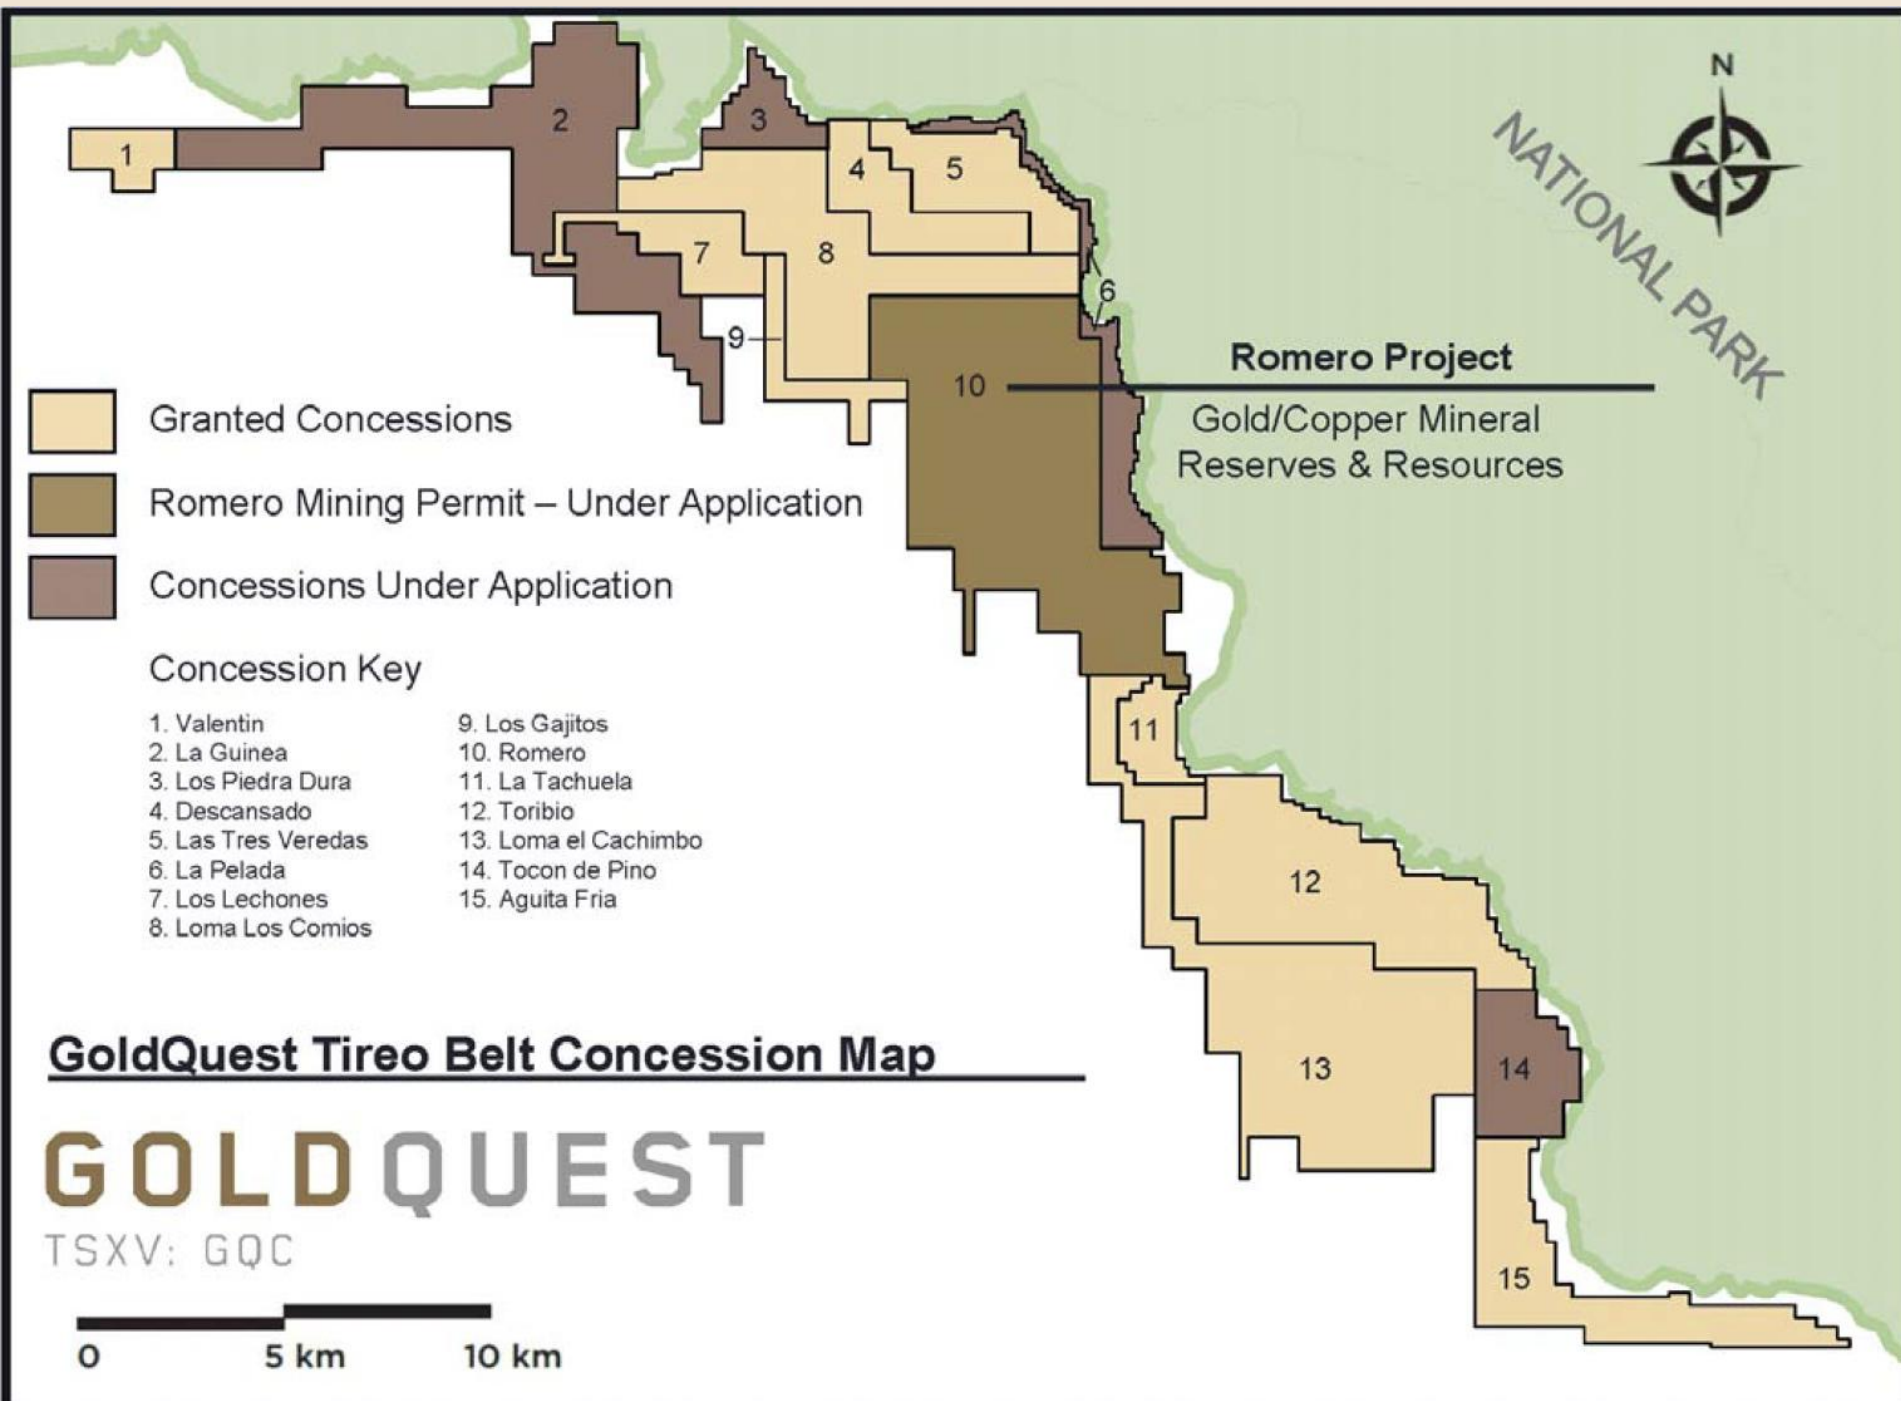 N
NATIONAL PARK
1
2
3
4
5
6
7
8
9
10
11
12
13
14
15
Romero Project
Gold/Copper Mineral
Reserves & Resources
Granted Concessions
Romero Mining Permit – Under Application
Concessions Under Application
Concession Key
1. Valentin
2. La Guinea
3. Los Piedra Dura
4. Descansado
5. Las Tres Veredas
6. La Pelada
7. Los Lechones
8. Loma Los Comios
9. Los Gajitos
10. Romero
11. La Tachuela
12. Toribio
13. Loma el Cachimbo
14. Tocon de Pino
15. Aguita Fria
GoldQuest Tireo Belt Concession Map
GOLDQUEST
TSXV: GQC
0 5 km 10 km